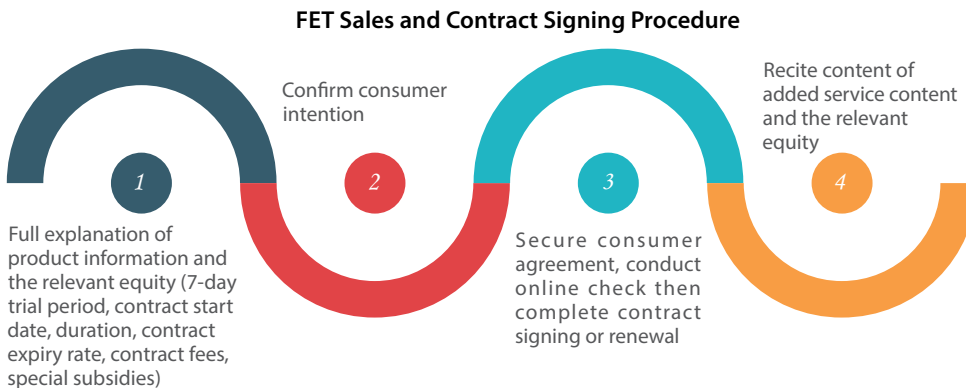 FET Sales and Contract Signing Procedure
1
Full explanation of
product information and
the relevant equity (7-day
trial period, contract start
date, duration, contract
expiry rate, contract fees,
special subsidies)
Confirm consumer
intention
2
3
Secure consumer
agreement, conduct
online check then
complete contract
signing or renewal
Recite content of
added service content
and the relevant
equity
4